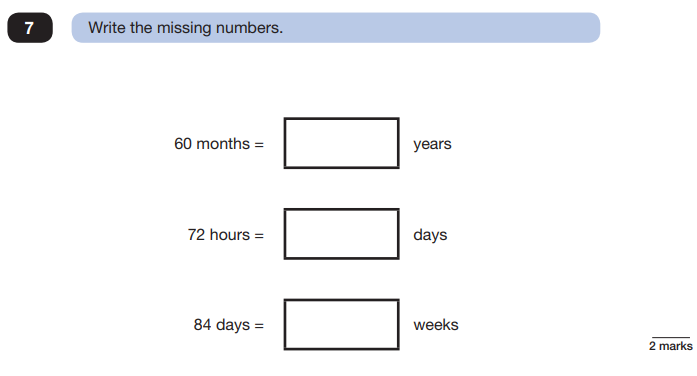 7 Write the missing numbers.
60 months = years
72 hours = days
84 days = weeks
2 marks